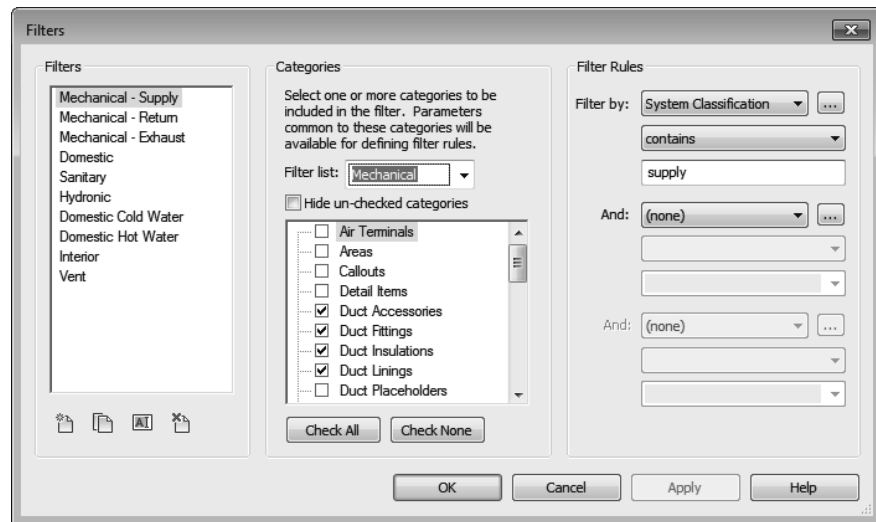 Filters
Filters
Mechanical - Supply
Mechanical - Return
Mechanical - Exhaust
Domestic
Sanitary
Hydronic
Domestic Cold Water
Domestic Hot Water
Interior
Vent
AI
Categories
Select one or more categories to be
included in the filter. Parameters
common to these categories will be
available for defining filter rules.
Filter list: Mechanical
Hide un-checked categories
Air Terminals
Areas
Callouts
Detail Items
Duct Accessories
Duct Fittings
Duct Insulations
Duct Linings
Duct Placeholders
Check All Check None
Filter Rules
Filter by: System Classification ...
contains
supply
And: (none) ...
And: (none) ...
OK Cancel Apply Help